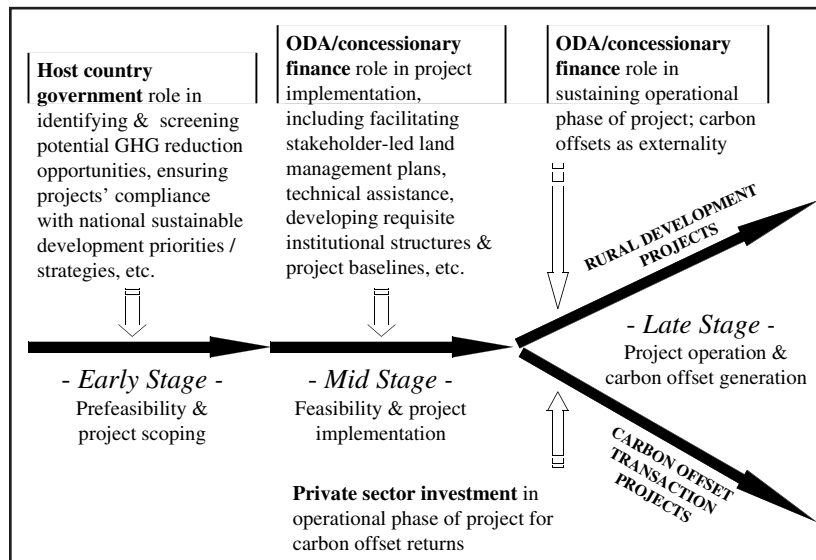 Host country
government role in
identifying & screening
potential GHG reduction
opportunities, ensuring
projects’ compliance
with national sustainable
development priorities /
strategies, etc.
ODA/concessionary
finance role in project
implementation,
including facilitating
stakeholder-led land
management plans,
technical assistance,
developing requisite
institutional structures &
project baselines, etc.
ODA/concessionary
finance role in
sustaining operational
phase of project; carbon
offsets as externality
RURAL DEVELOPMENT
PROJECTS
- Early Stage -
Prefeasibility &
project scoping
- Mid Stage -
Feasibility & project
implementation
- Late Stage -
Project operation &
carbon offset generation
CARBON OFFSET
TRANSACTION
PROJECTS
Private sector investment in
operational phase of project for
carbon offset returns